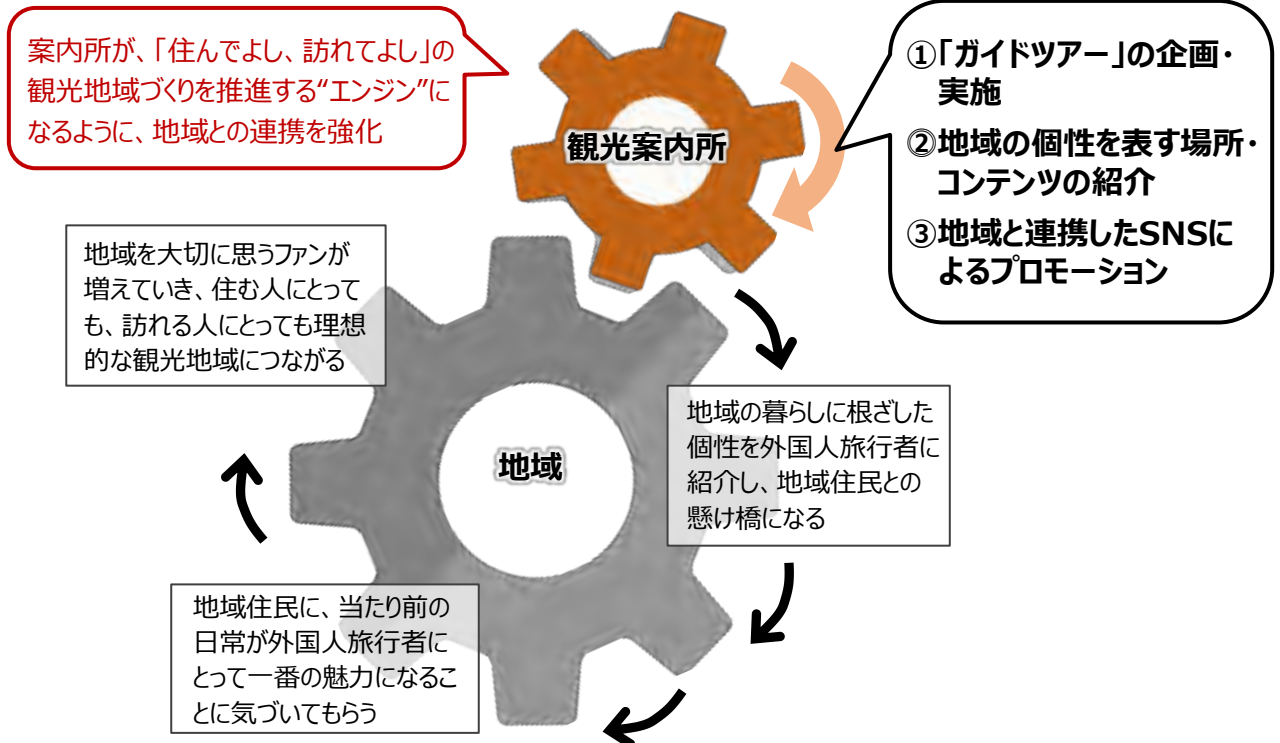 案内所が、「住んでよし、訪れてよし」の
観光地域づくりを推進する“エンジン”に
なるように、地域との連携を強化
観光案内所
①「ガイドツアー」の企画・
実施
②地域の個性を表す場所・
コンテンツの紹介
③地域と連携したSNSに
よるプロモーション
地域を大切に思うファンが
増えていき、住む人にとって
も、訪れる人にとっても理想
的な観光地域につながる
地域
地域の暮らしに根ざした
個性を外国人旅行者に
紹介し、地域住民との
懸け橋になる
地域住民に、当たり前の
日常が外国人旅行者に
とって一番の魅力になるこ
とに気づいてもらう